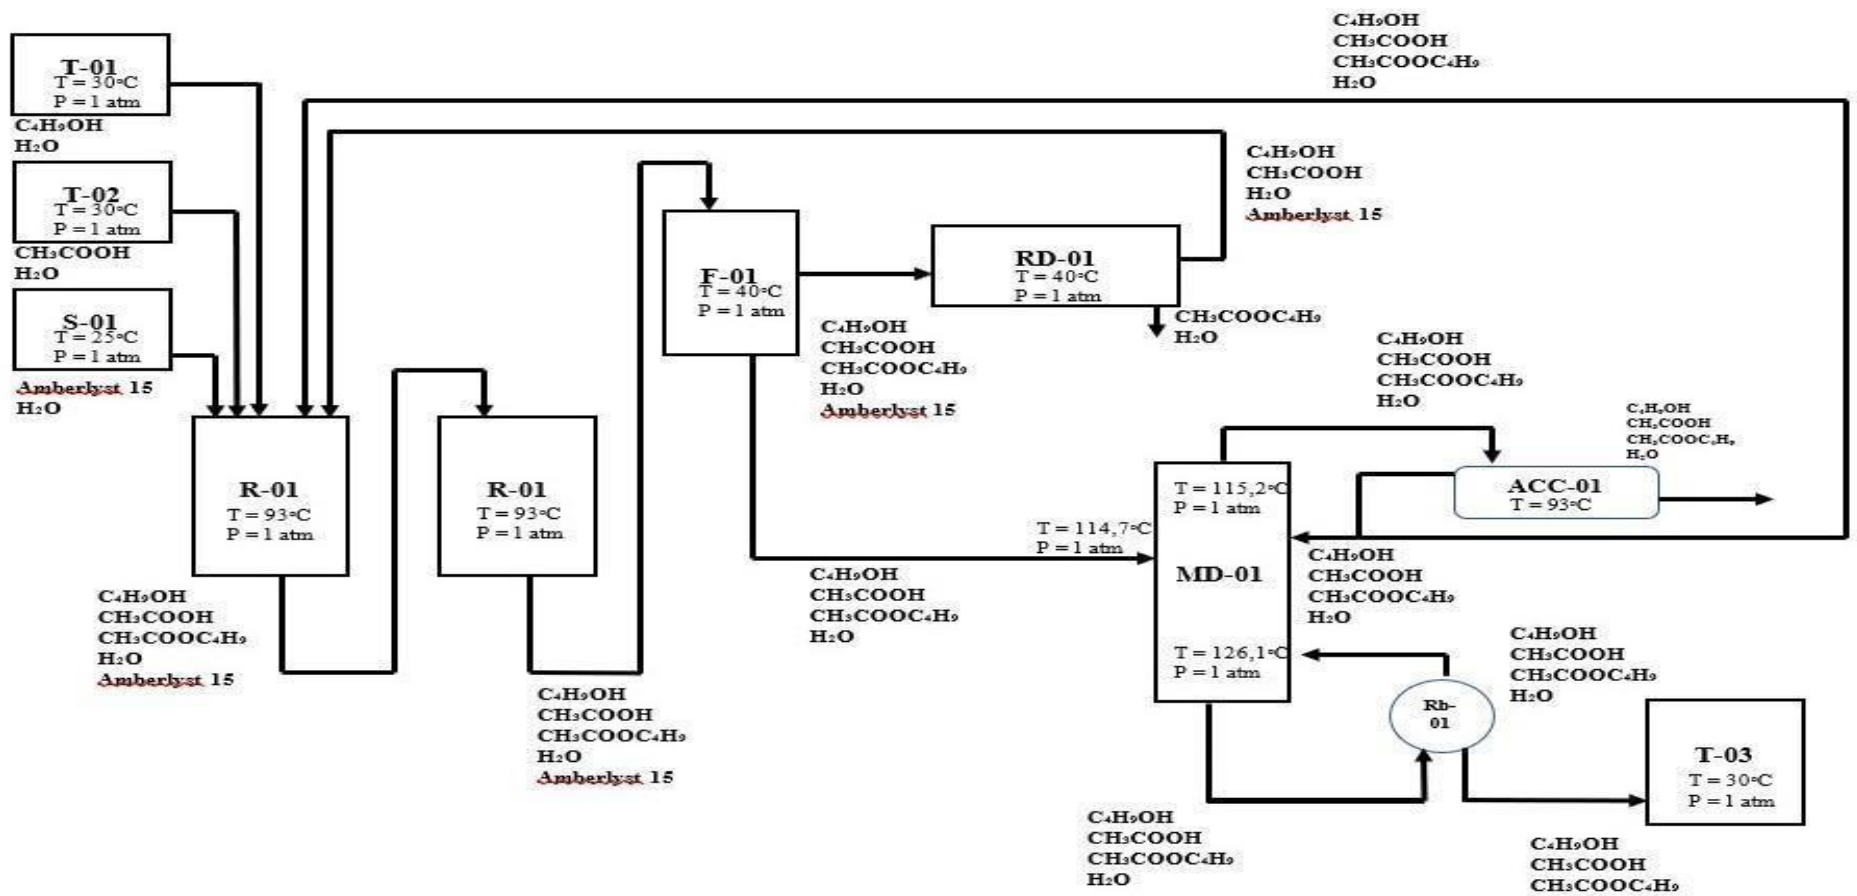 C₄H₉OH
CH₃COOH
CH₃COOC₄H₉
H₂O
T-01
T = 30°C
P = 1 atm
C₄H₉OH
H₂O
T-02
T = 30°C
P = 1 atm
CH₃COOH
H₂O
S-01
T = 25°C
P = 1 atm
Amberlyst 15
H₂O
R-01
T = 93°C
P = 1 atm
C₄H₉OH
CH₃COOH
CH₃COOC₄H₉
H₂O
Amberlyst 15
R-01
T = 93°C
P = 1 atm
C₄H₉OH
CH₃COOH
CH₃COOC₄H₉
H₂O
Amberlyst 15
F-01
T = 40°C
P = 1 atm
C₄H₉OH
CH₃COOH
CH₃COOC₄H₉
H₂O
Amberlyst 15
RD-01
T = 40°C
P = 1 atm
C₄H₉OH
CH₃COOH
H₂O
Amberlyst 15
CH₃COOC₄H₉
H₂O
C₄H₉OH
CH₃COOH
CH₃COOC₄H₉
H₂O
T = 114,7°C
P = 1 atm
T = 115,2°C
P = 1 atm
MD-01
T = 126,1°C
P = 1 atm
C₄H₉OH
CH₃COOH
CH₃COOC₄H₉
H₂O
ACC-01
T = 93°C
C₄H₉OH
CH₃COOH
CH₃COOC₄H₉
H₂O
C₄H₉OH
CH₃COOH
CH₃COOC₄H₉
H₂O
C₄H₉OH
CH₃COOH
CH₃COOC₄H₉
H₂O
Rb-
01
C₄H₉OH
CH₃COOH
CH₃COOC₄H₉
H₂O
T-03
T = 30°C
P = 1 atm
C₄H₉OH
CH₃COOH
CH₃COOC₄H₉